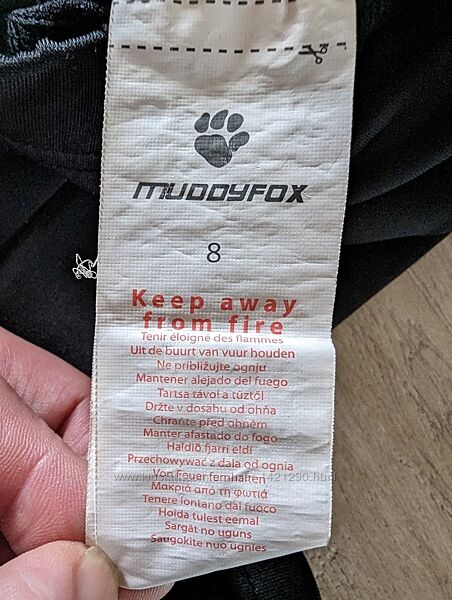 MUDDYFOX
8
Keep away
from fire
Tenir éloigné des flammes
Uit de buurt van vuur houden
Ne približujte ognju
Mantener alejado del fuego
Tartsa távol a tűztől
Držte v dosahu od ohňa
Chraňte před ohněm
Manter afastado do fogo
Haldið fjarri eldi
Przechowywać z dala od ognia
Von Feuer fernhalten
Μακριά από τη φωτιά
Tenere lontano dal fuoco
Hoida tulest eemal
Sargāt no uguns
Saugokite nuo ugnies